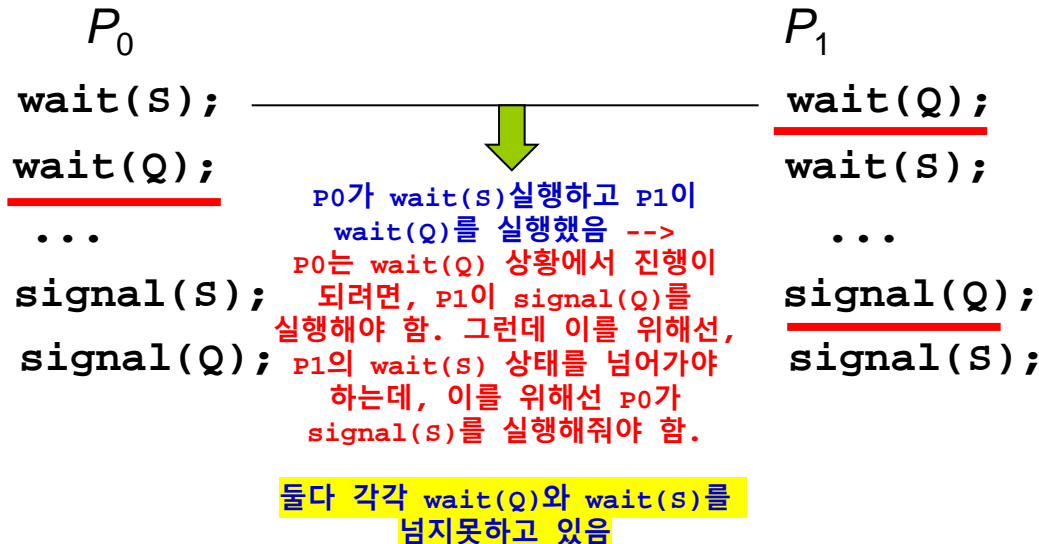 P0
P1
wait(S);
wait(Q);
wait(Q);
wait(S);
...
...
signal(S);
signal(Q);
signal(Q);
signal(S);
P0가 wait(S)실행하고 P1이
wait(Q)를 실행했음 -->
P0는 wait(Q) 상황에서 진행이
되려면, P1이 signal(Q)를
실행해야 함. 그런데 이를 위해선,
P1의 wait(S) 상태를 넘어가야
하는데, 이를 위해선 P0가
signal(S)를 실행해줘야 함.
둘다 각각 wait(Q)와 wait(S)를
넘지못하고 있음